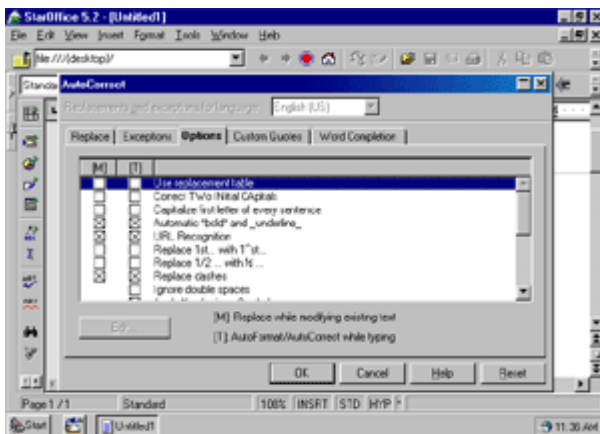 StarOffice 5.2 - [Untitled1]
File Edit View Insert Format Tools Window Help
file:///{desktop}/
Standa
AutoCorrect
Replacements and exceptions for language: English (US)
Replace Exceptions Options Custom Quotes Word Completion
[M] [T]
Use replacement table
Correct TWo INitial CApitals
Capitalize first letter of every sentence
Automatic *bold* and _underline_
URL Recognition
Replace 1st... with 1^st...
Replace 1/2 ... with ½ ...
Replace dashes
Ignore double spaces
[M]: Replace while modifying existing text
Edit...
[T]: AutoFormat/AutoCorrect while typing
OK Cancel Help Reset
Page 1 / 1 Standard 100% INSRT STD HYP *
Start Untitled1 11:36 AM